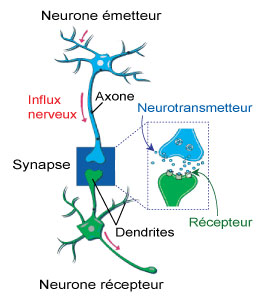 Neurone émetteur
Axone
Influx
nerveux
Neurotransmetteur
Synapse
Récepteur
Dendrites
Neurone récepteur